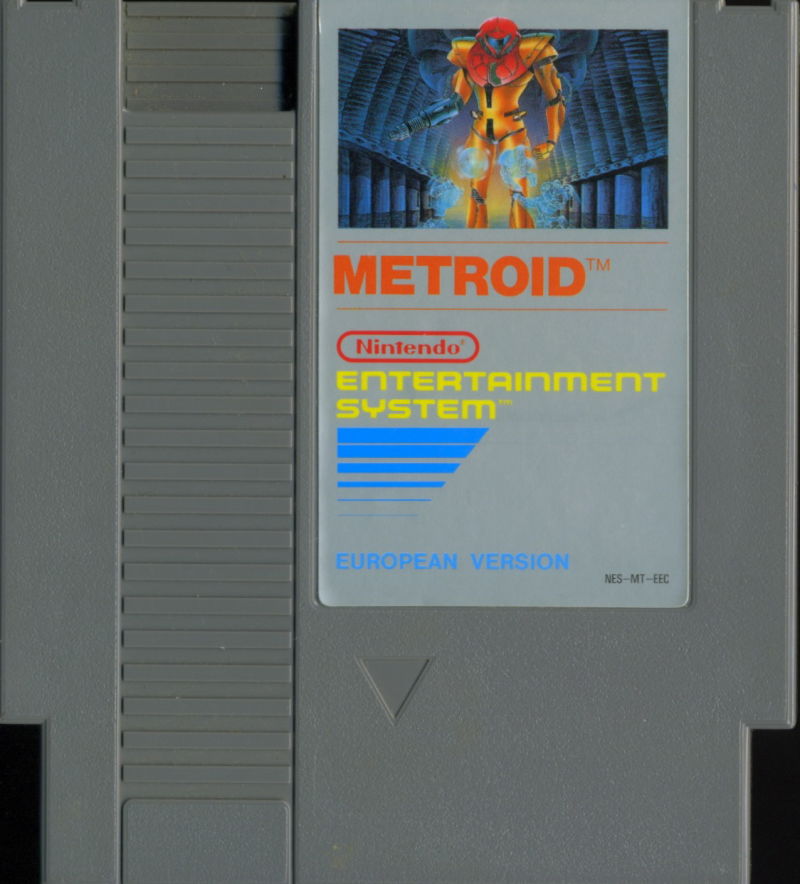 METROID™
Nintendo®
ENTERTAINMENT
SYSTEM™
EUROPEAN VERSION
NES-MT-EEC